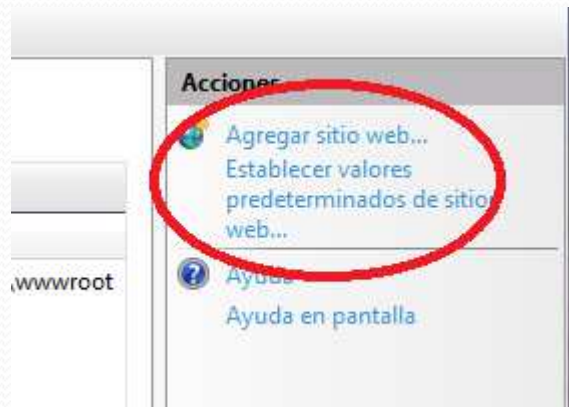 Acciones
Agregar sitio web...
Establecer valores
predeterminados de sitio
web...
\wwwroot
Ayuda
Ayuda en pantalla